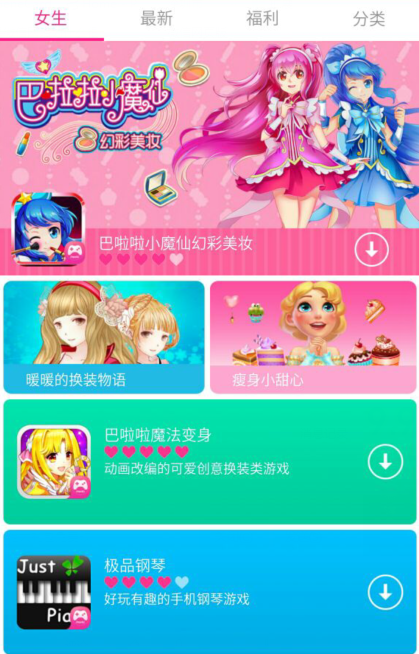 女生 最新 福利 分类
巴拉拉小魔仙
幻彩美妆
巴啦啦小魔仙幻彩美妆
暖暖的换装物语 瘦身小甜心
巴啦啦魔法变身
动画改编的可爱创意换装类游戏
极品钢琴
好玩有趣的手机钢琴游戏
Just
Pia